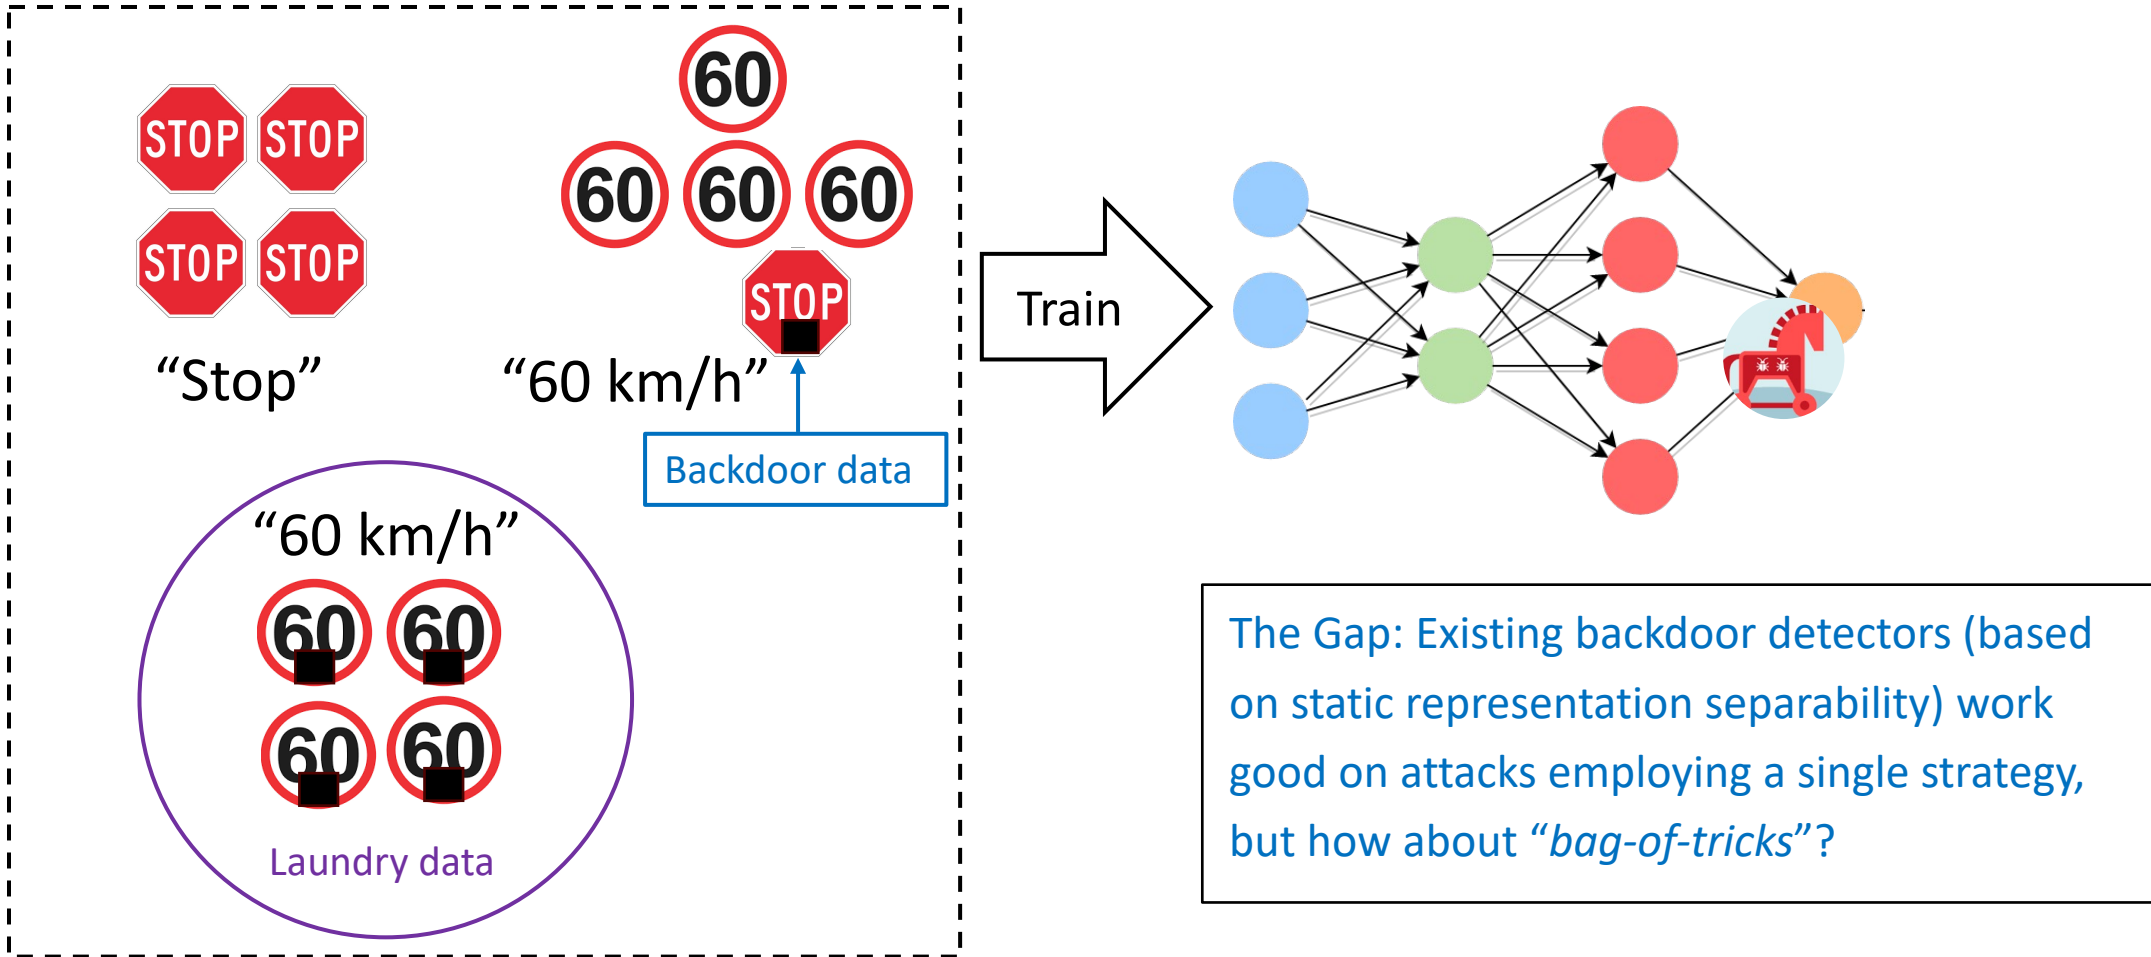 60
STOP STOP
60 60 60
STOP STOP
STOP
“Stop”
“60 km/h”
Backdoor data
“60 km/h”
60 60
60 60
Laundry data
Train
The Gap: Existing backdoor detectors (based
on static representation separability) work
good on attacks employing a single strategy,
but how about “bag-of-tricks”?